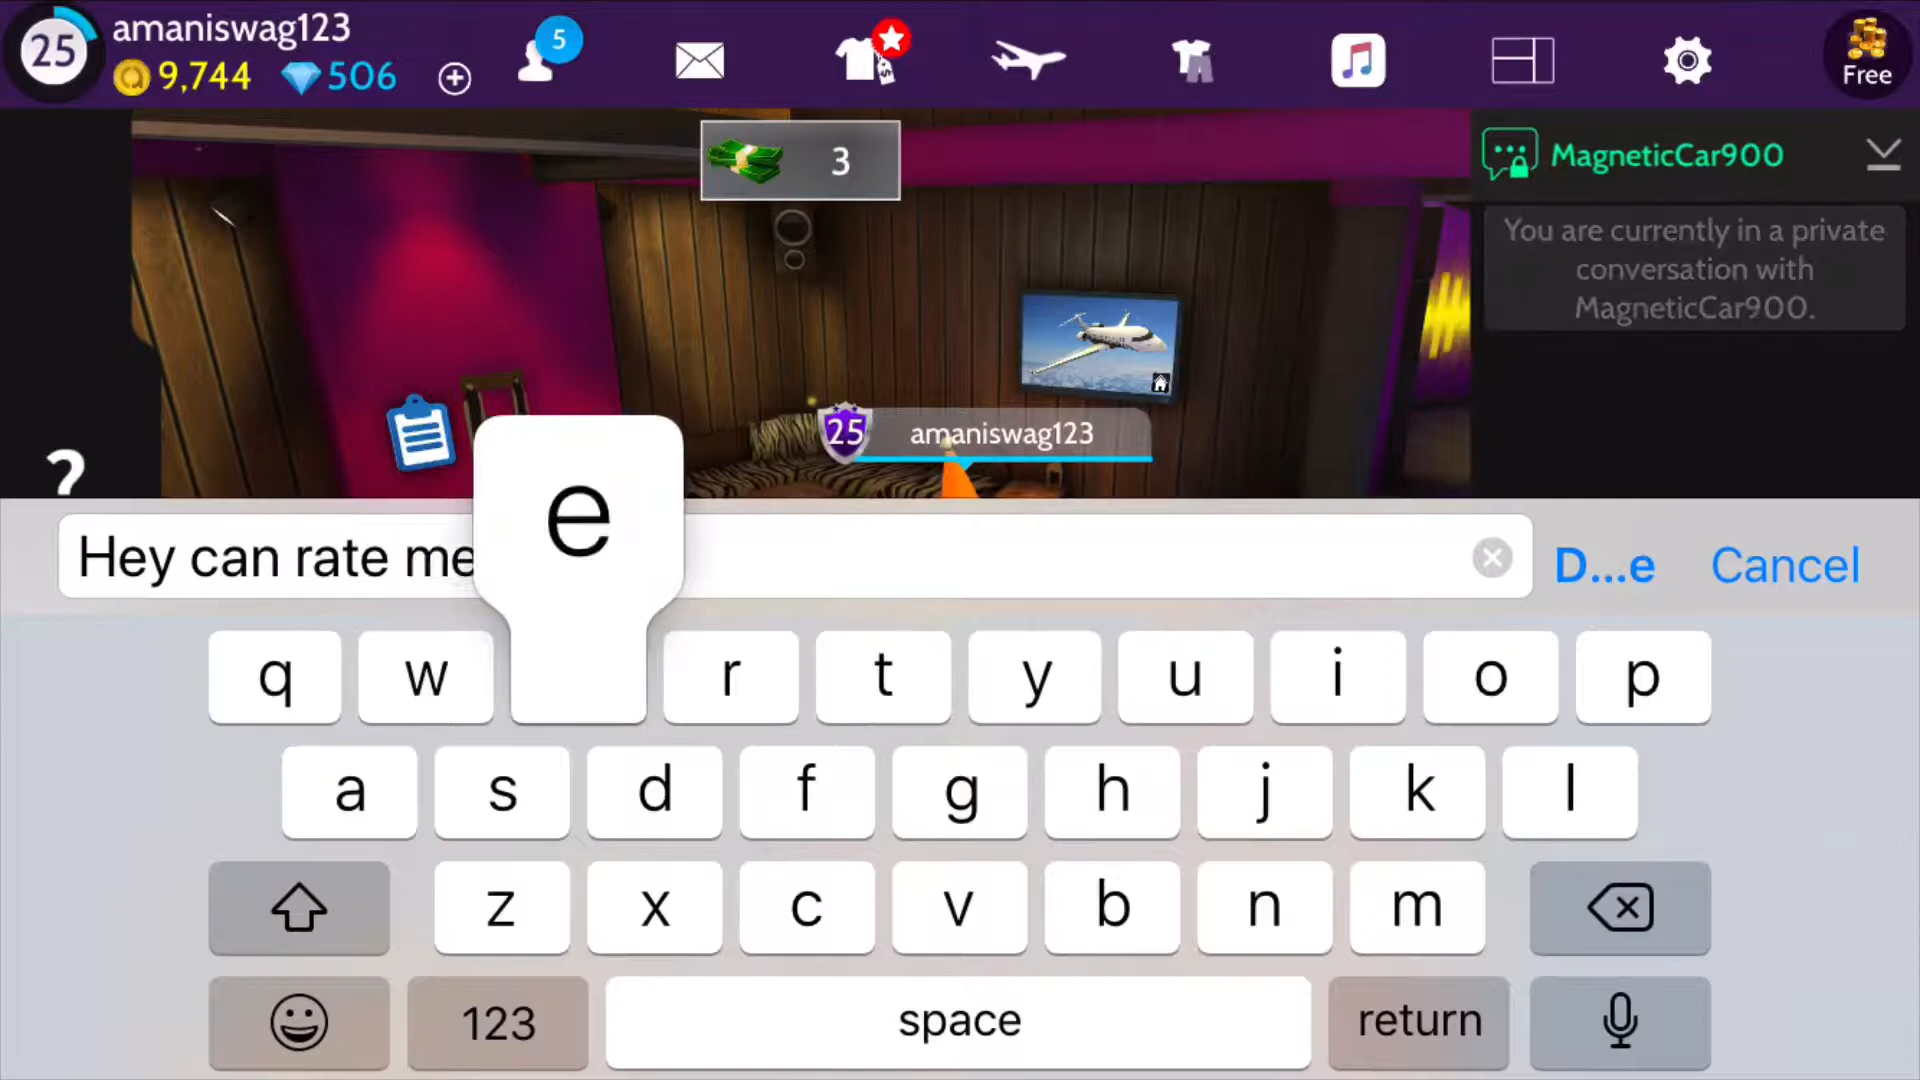 25
amaniswag123
9,744
506
5
Free
3
MagneticCar900
You are currently in a private
conversation with
MagneticCar900.
25
amaniswag123
?
Hey can rate me
e
D...e
Cancel
q w r t y u i o p
a s d f g h j k l
z x c v b n m
123
space
return